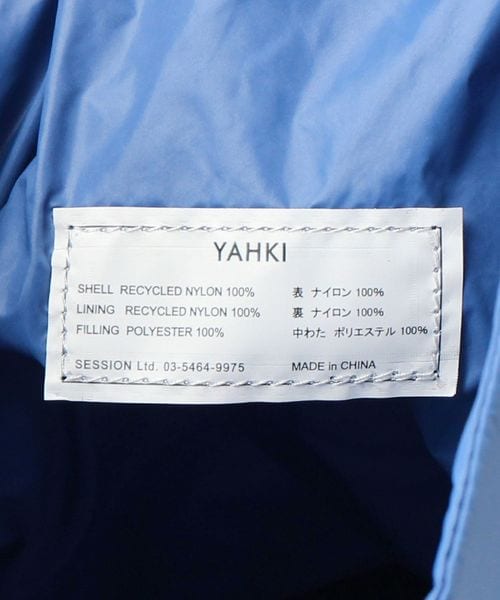 YAHKI
SHELL RECYCLED NYLON 100% 表 ナイロン 100%
LINING RECYCLED NYLON 100% 裏 ナイロン 100%
FILLING POLYESTER 100% 中わた ポリエステル 100%
SESSION Ltd. 03-5464-9975 MADE in CHINA